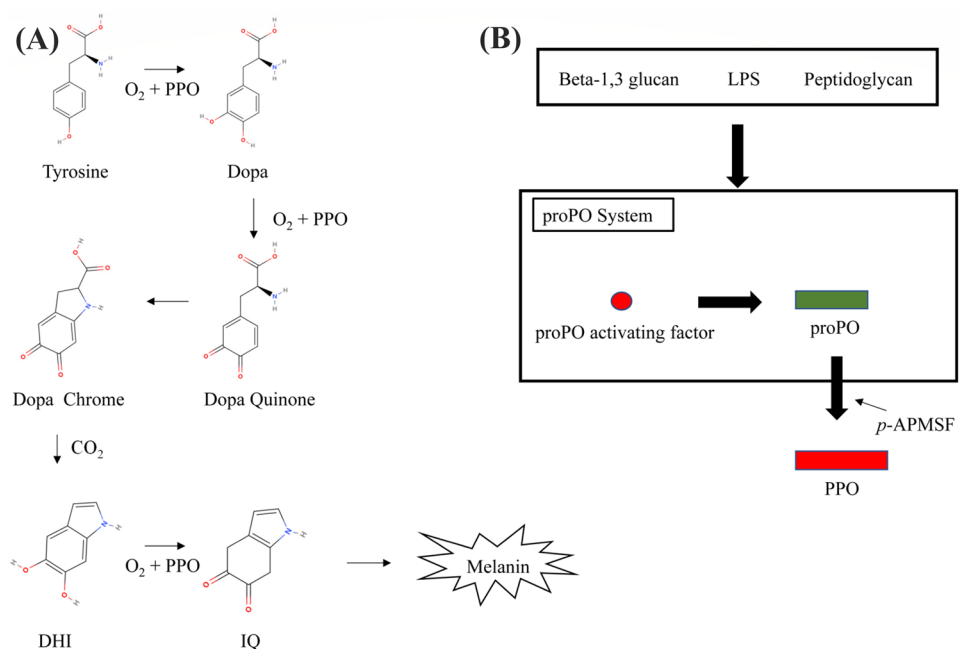 (A)
O₂ + PPO
Tyrosine
Dopa
O₂ + PPO
Dopa Chrome
Dopa Quinone
CO₂
O₂ + PPO
DHI
IQ
Melanin
(B)
Beta-1,3 glucan LPS Peptidoglycan
proPO System
proPO activating factor
proPO
p-APMSF
PPO